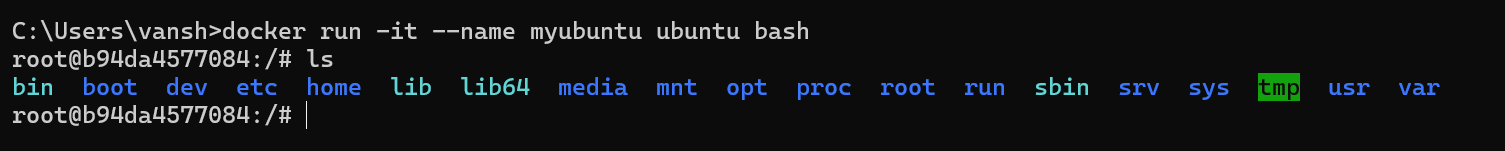 C:\Users\vansh>docker run -it --name myubuntu ubuntu bash
root@b94da4577084:/# ls
bin  boot  dev  etc  home  lib  lib64  media  mnt  opt  proc  root  run  sbin  srv  sys  tmp  usr  var
root@b94da4577084:/#